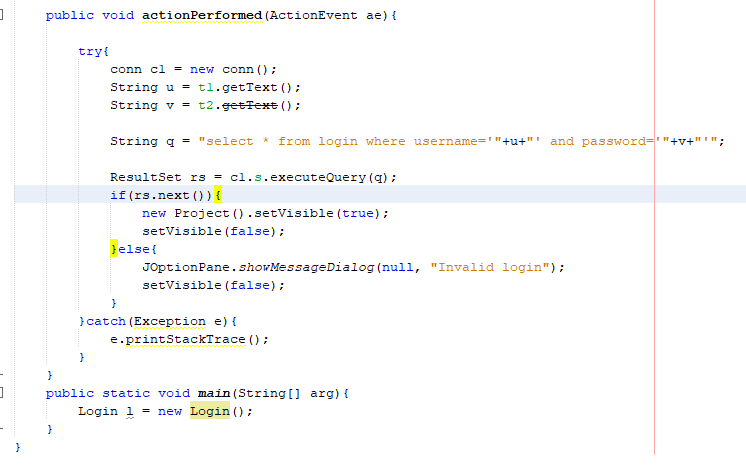 public void actionPerformed(ActionEvent ae){
try{
conn c1 = new conn();
String u = t1.getText();
String v = t2.getText();
String q = "select * from login where username='"+u+"' and password='"+v+"'";
ResultSet rs = c1.s.executeQuery(q);
if(rs.next()){
new Project().setVisible(true);
setVisible(false);
}else{
JOptionPane.showMessageDialog(null, "Invalid login");
setVisible(false);
}
}catch(Exception e){
e.printStackTrace();
}
}
public static void main(String[] arg){
Login l = new Login();
}
}